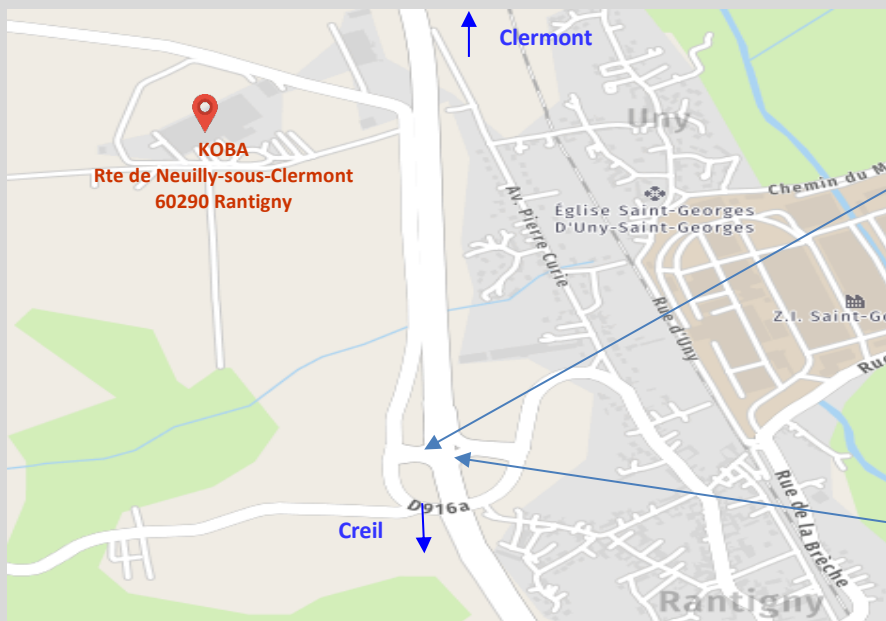 Clermont
Uny
KOBA
Rte de Neuilly-sous-Clermont
60290 Rantigny
Av. Pierre Curie
Église Saint-Georges
D'Uny-Saint-Georges
Chemin du M
Rue d'Uny
Z.I. Saint-Ge
Rue
D916a
Creil
Rue de la Brèche
Rantigny